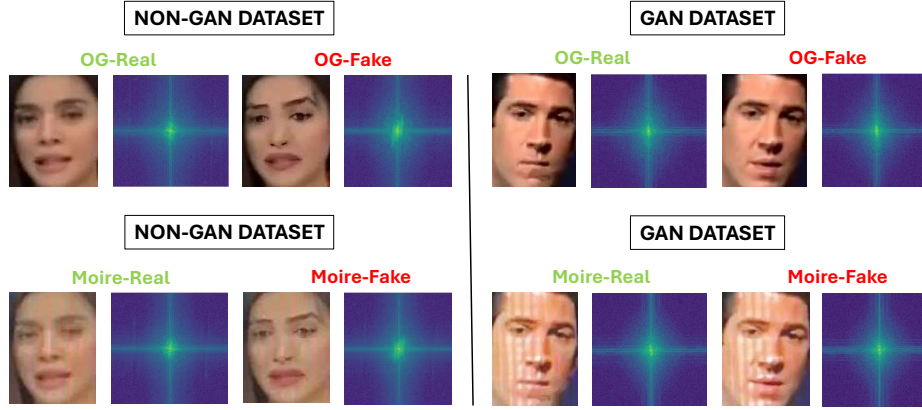 NON-GAN DATASET
GAN DATASET
OG-Real
OG-Fake
OG-Real
OG-Fake
NON-GAN DATASET
GAN DATASET
Moire-Real
Moire-Fake
Moire-Real
Moire-Fake